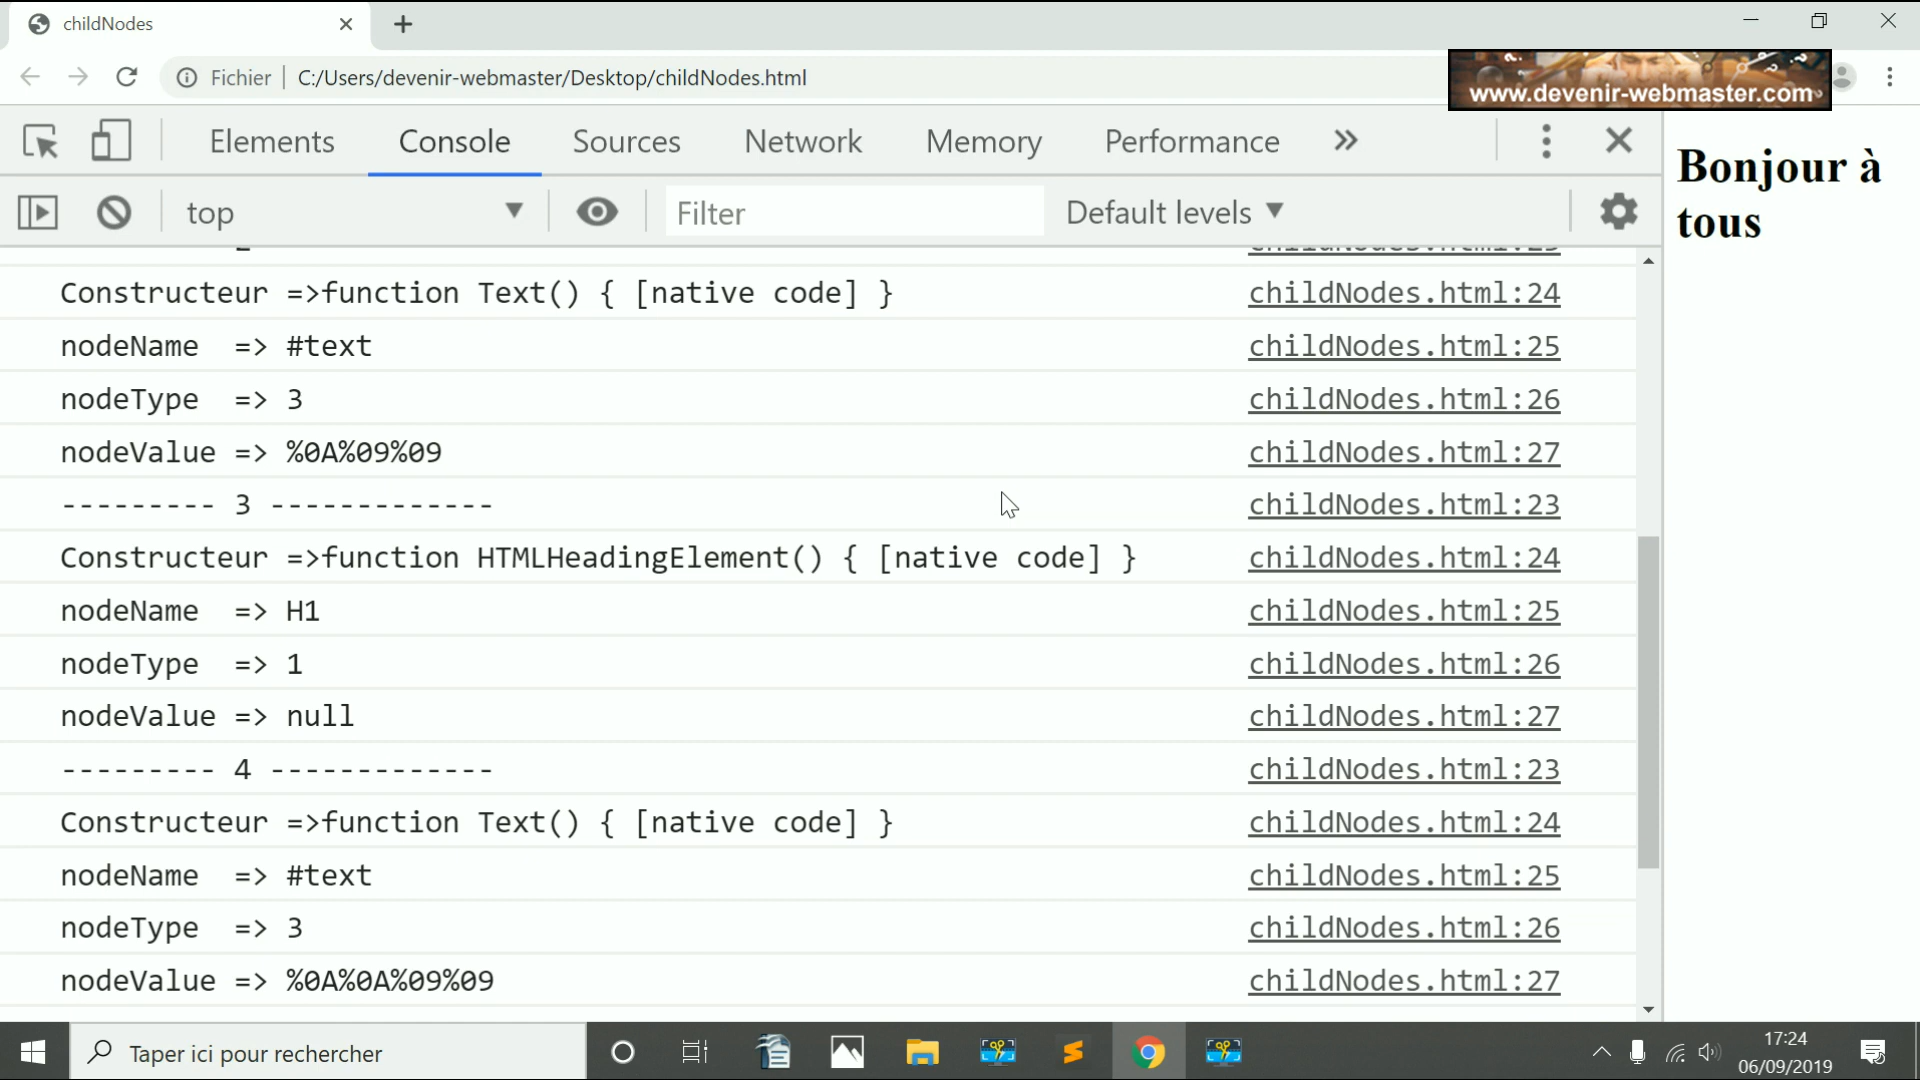 childNodes
Fichier C:/Users/devenir-webmaster/Desktop/childNodes.html
www.devenir-webmaster.com
Elements Console Sources Network Memory Performance
top Filter Default levels
Bonjour à
tous
Constructeur =>function Text() { [native code] } childNodes.html:24
nodeName => #text childNodes.html:25
nodeType => 3 childNodes.html:26
nodeValue => %0A%09%09 childNodes.html:27
--------- 3 ------------- childNodes.html:23
Constructeur =>function HTMLHeadingElement() { [native code] } childNodes.html:24
nodeName => H1 childNodes.html:25
nodeType => 1 childNodes.html:26
nodeValue => null childNodes.html:27
--------- 4 ------------- childNodes.html:23
Constructeur =>function Text() { [native code] } childNodes.html:24
nodeName => #text childNodes.html:25
nodeType => 3 childNodes.html:26
nodeValue => %0A%0A%09%09 childNodes.html:27
Taper ici pour rechercher
17:24
06/09/2019